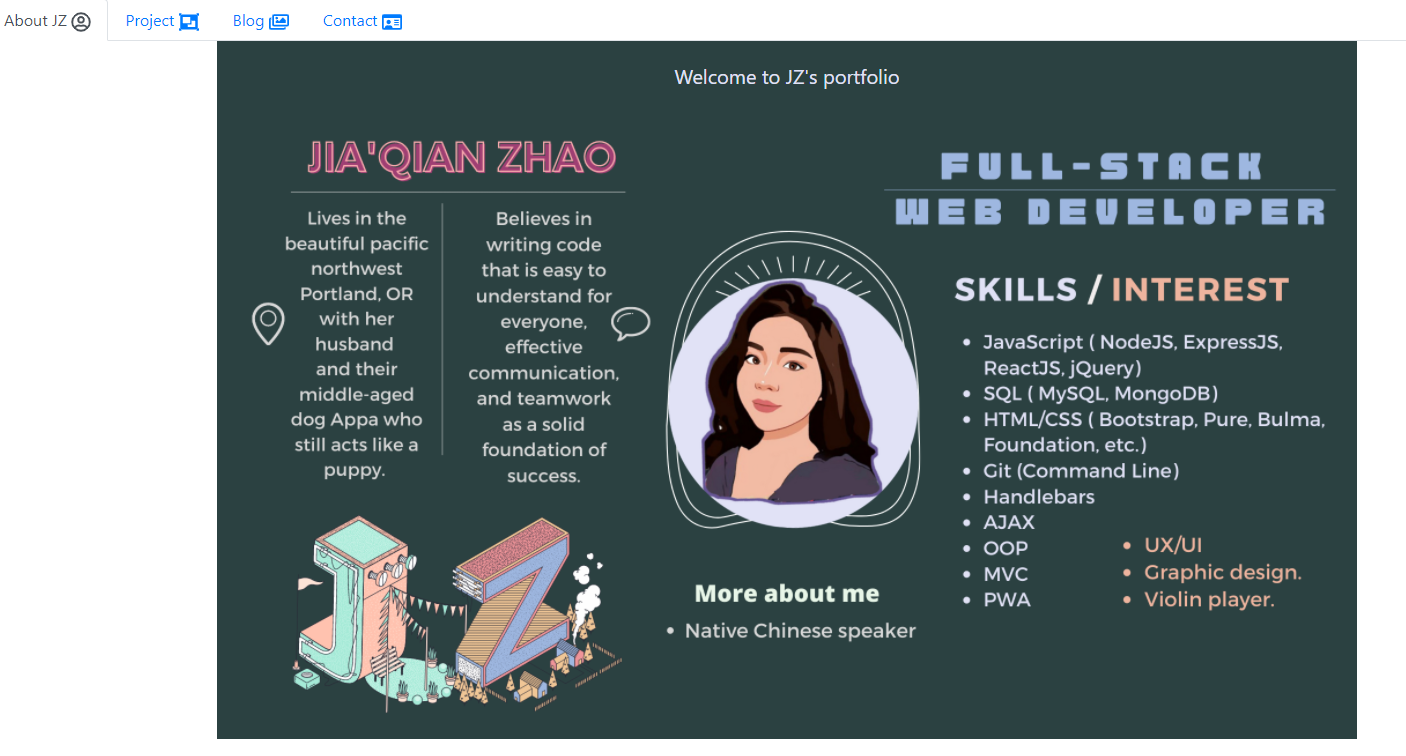 About JZ
Project
Blog
Contact
Welcome to JZ's portfolio
JIA'QIAN ZHAO
Lives in the
beautiful pacific
northwest
Portland, OR
with her
husband
and their
middle-aged
dog Appa who
still acts like a
puppy.
Believes in
writing code
that is easy to
understand for
everyone,
effective
communication,
and teamwork
as a solid
foundation of
success.
JZ
More about me
• Native Chinese speaker
FULL-STACK
WEB DEVELOPER
SKILLS / INTEREST
• JavaScript ( NodeJS, ExpressJS,
ReactJS, jQuery)
• SQL ( MySQL, MongoDB)
• HTML/CSS ( Bootstrap, Pure, Bulma,
Foundation, etc.)
• Git (Command Line)
• Handlebars
• AJAX
• OOP
• MVC
• PWA
• UX/UI
• Graphic design.
• Violin player.